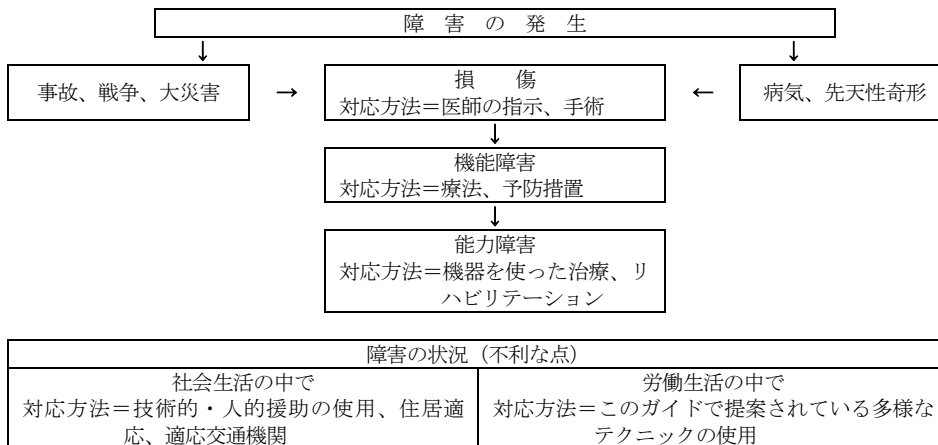 障 害 の 発 生
↓ ↓
事故、戦争、大災害 → 損 傷 ← 病気、先天性奇形
対応方法＝医師の指示、手術
↓
機能障害
対応方法＝療法、予防措置
↓
能力障害
対応方法＝機器を使った治療、リ
ハビリテーション
障害の状況（不利な点）
社会生活の中で
対応方法＝技術的・人的援助の使用、住居適
応、適応交通機関
労働生活の中で
対応方法＝このガイドで提案されている多様な
テクニックの使用